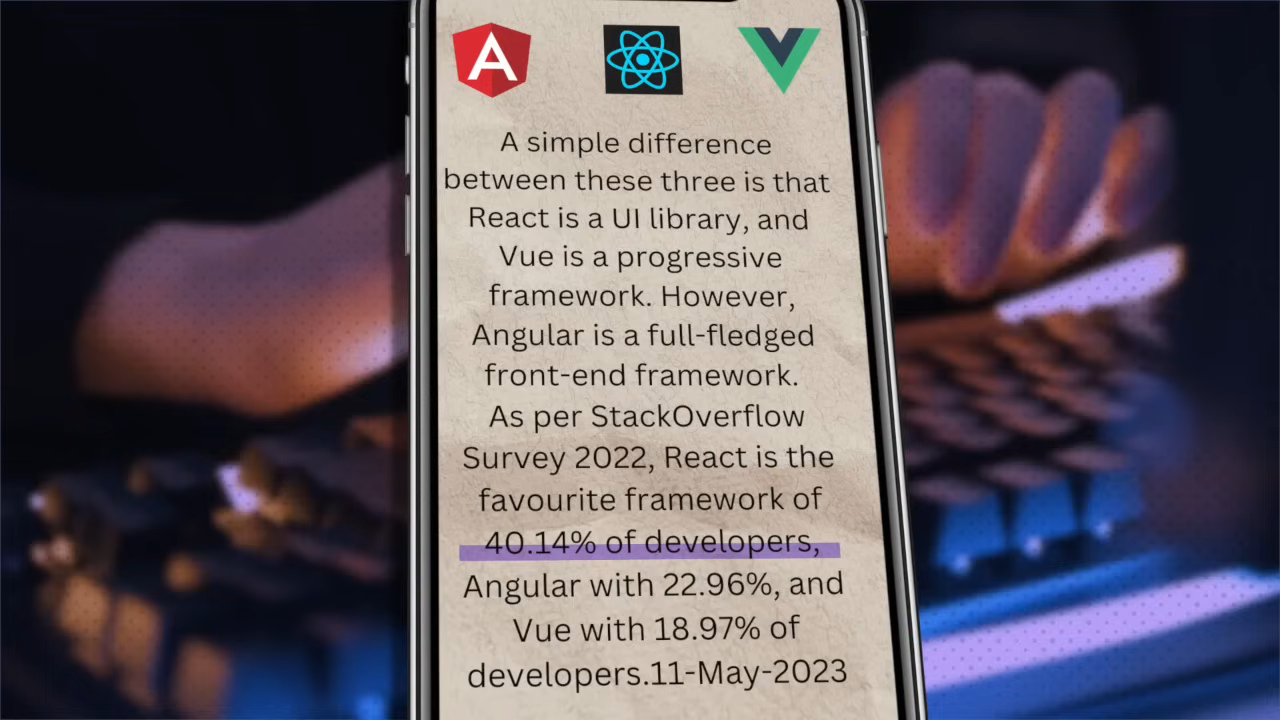 A simple difference
between these three is that
React is a UI library, and
Vue is a progressive
framework. However,
Angular is a full-fledged
front-end framework.
As per StackOverflow
Survey 2022, React is the
favourite framework of
40.14% of developers,
Angular with 22.96%, and
Vue with 18.97% of
developers.11-May-2023